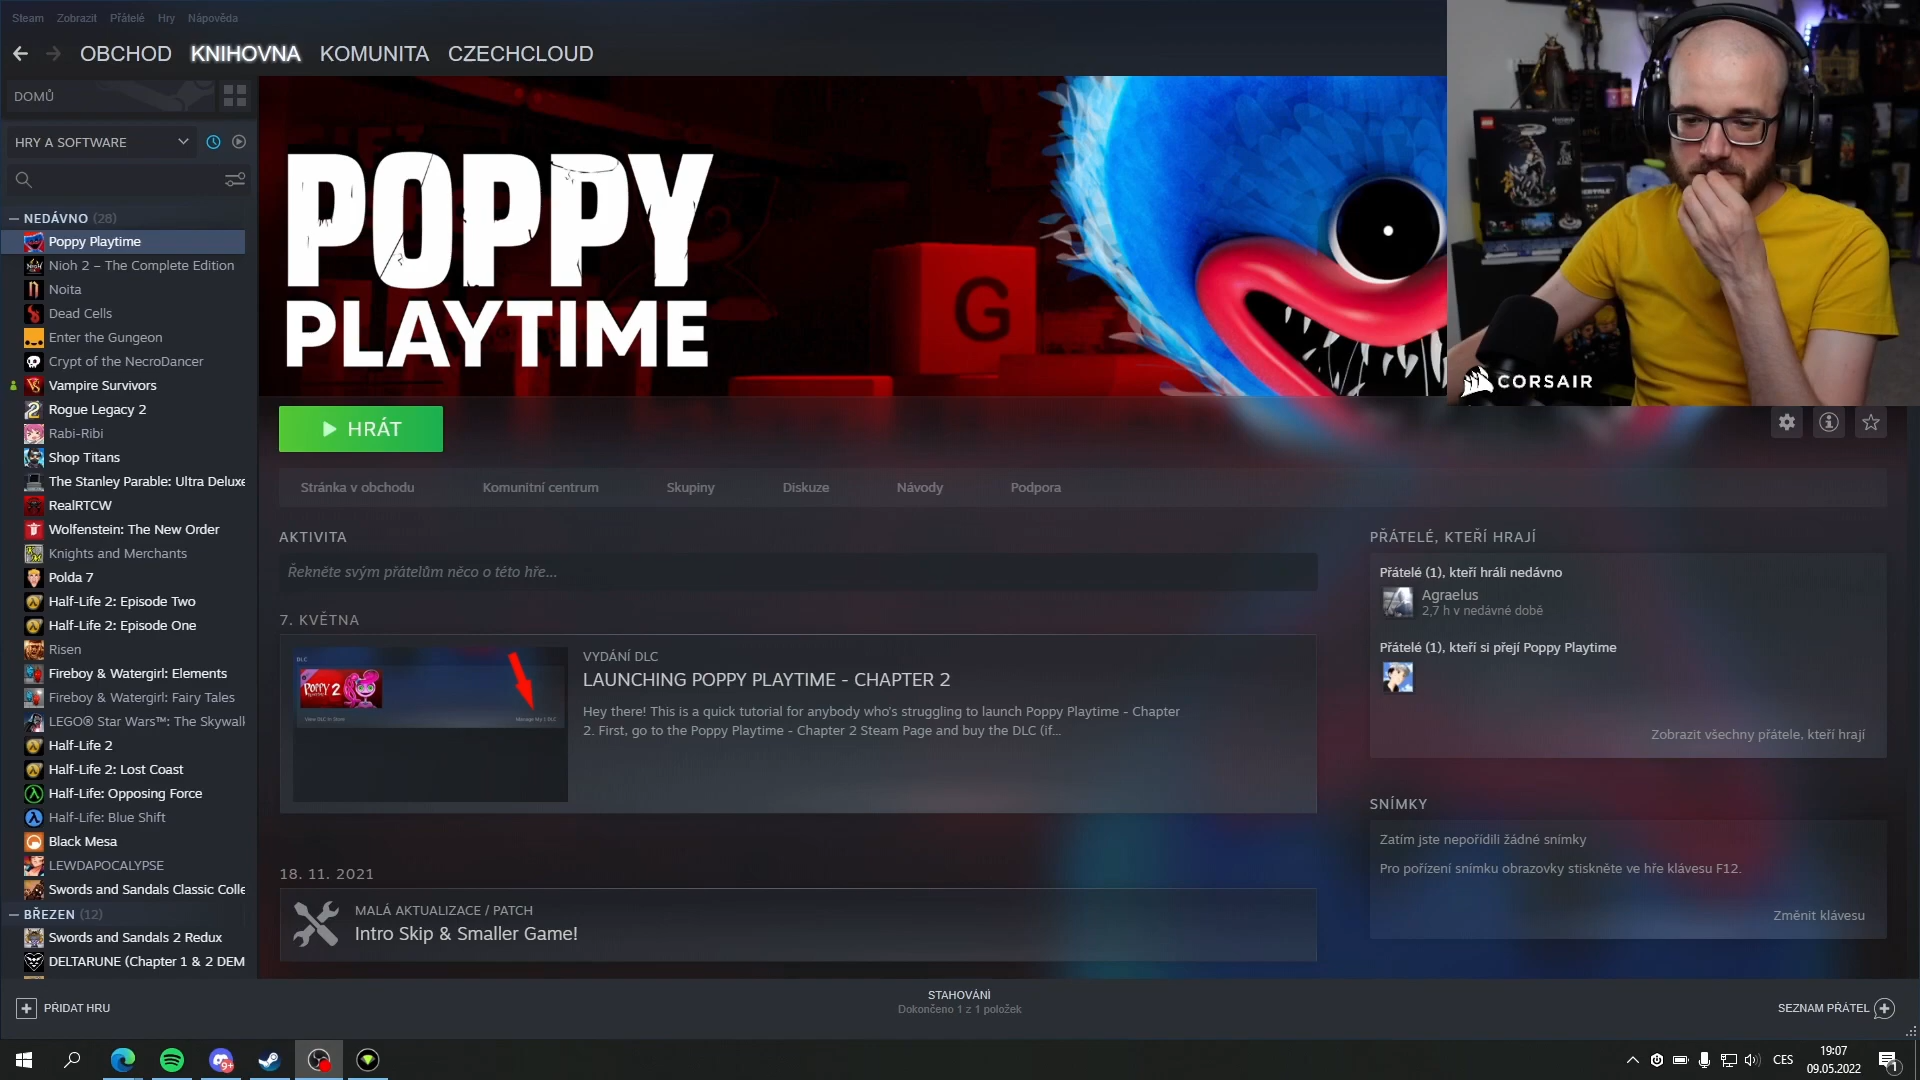 Steam Zobrazit Přátelé Hry Nápověda
OBCHOD KNIHOVNA KOMUNITA CZECHCLOUD
DOMŮ
HRY A SOFTWARE
NEDÁVNO (28)
Poppy Playtime
Nioh 2 – The Complete Edition
Noita
Dead Cells
Enter the Gungeon
Crypt of the NecroDancer
Vampire Survivors
Rogue Legacy 2
Rabi-Ribi
Shop Titans
The Stanley Parable: Ultra Deluxe
RealRTCW
Wolfenstein: The New Order
Knights and Merchants
Polda 7
Half-Life 2: Episode Two
Half-Life 2: Episode One
Risen
Fireboy & Watergirl: Elements
Fireboy & Watergirl: Fairy Tales
LEGO® Star Wars™: The Skywalk
Half-Life 2
Half-Life 2: Lost Coast
Half-Life: Opposing Force
Half-Life: Blue Shift
Black Mesa
LEWDAPOCALYPSE
Swords and Sandals Classic Colle
BŘEZEN (12)
Swords and Sandals 2 Redux
DELTARUNE (Chapter 1 & 2 DEM
PŘIDAT HRU
POPPY
PLAYTIME
G
CORSAIR
HRÁT
Stránka v obchodu Komunitní centrum Skupiny Diskuze Návody Podpora
AKTIVITA
Řekněte svým přátelům něco o této hře...
7. KVĚTNA
DLC
POPPY 2
View DLC In Store
Manage My 1 DLC
VYDÁNÍ DLC
LAUNCHING POPPY PLAYTIME - CHAPTER 2
Hey there! This is a quick tutorial for anybody who's struggling to launch Poppy Playtime - Chapter
2. First, go to the Poppy Playtime - Chapter 2 Steam Page and buy the DLC (if...
18. 11. 2021
MALÁ AKTUALIZACE / PATCH
Intro Skip & Smaller Game!
PŘÁTELÉ, KTEŘÍ HRAJÍ
Přátelé (1), kteří hráli nedávno
Agraelus
2,7 h v nedávné době
Přátelé (1), kteří si přejí Poppy Playtime
Zobrazit všechny přátele, kteří hrají
SNÍMKY
Zatím jste nepořídili žádné snímky
Pro pořízení snímku obrazovky stiskněte ve hře klávesu F12.
Změnit klávesu
STAHOVÁNÍ
Dokončeno 1 z 1 položek
SEZNAM PŘÁTEL
9+
CES
19:07
09.05.2022
1